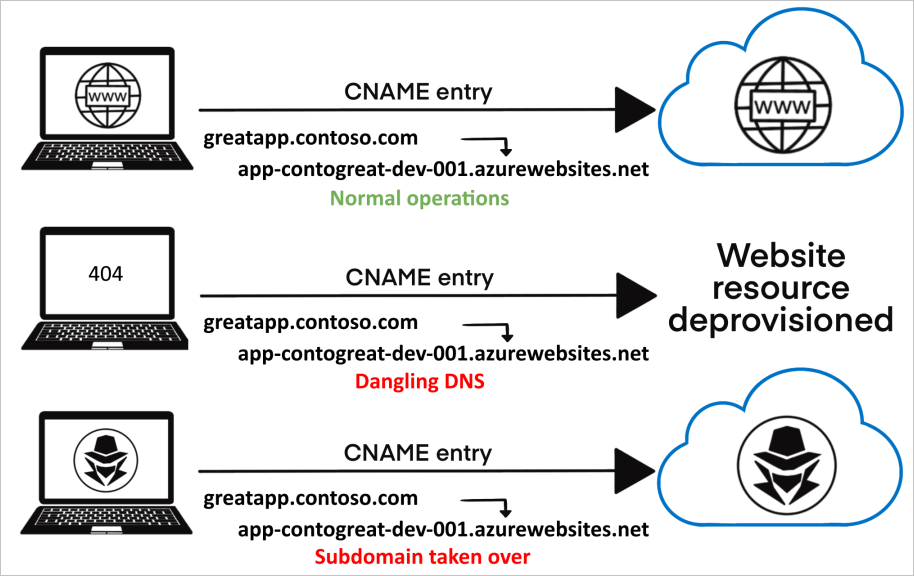 WWW
CNAME entry
WWW
greatapp.contoso.com
app-contogreat-dev-001.azurewebsites.net
Normal operations
404
CNAME entry
Website
resource
deprovisioned
greatapp.contoso.com
app-contogreat-dev-001.azurewebsites.net
Dangling DNS
CNAME entry
greatapp.contoso.com
app-contogreat-dev-001.azurewebsites.net
Subdomain taken over